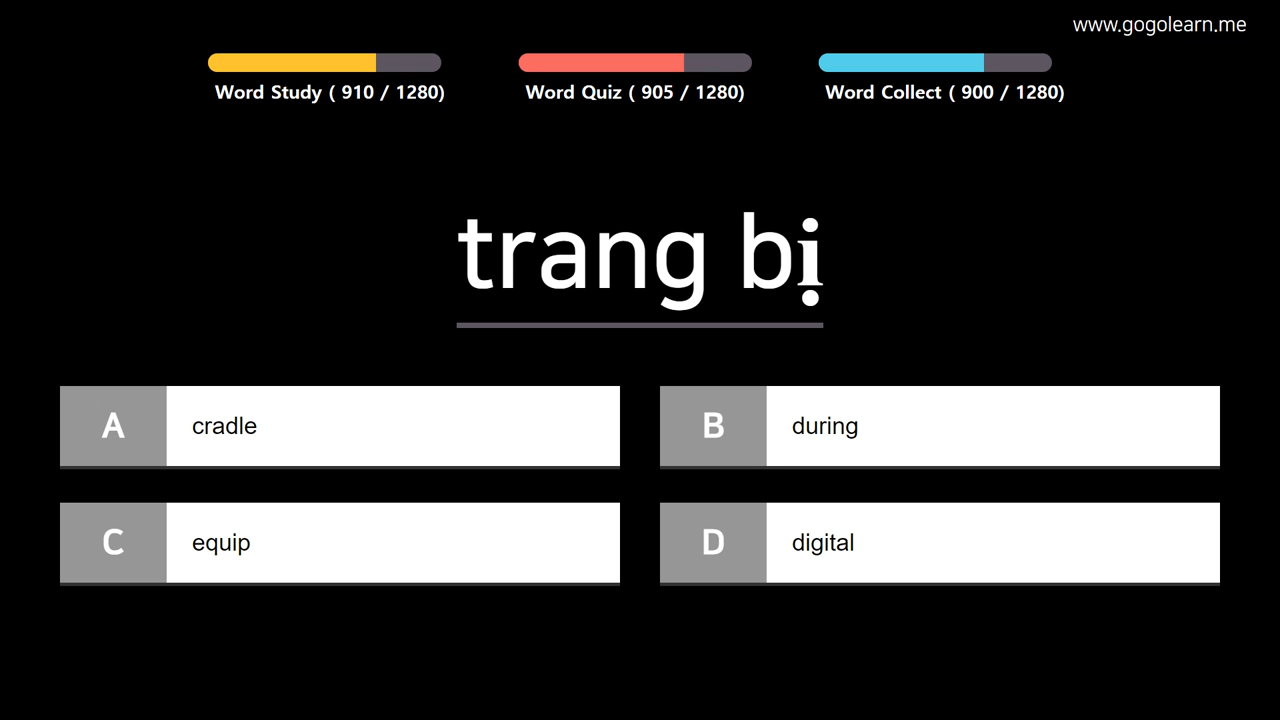 www.gogolearn.me
Word Study ( 910 / 1280)
Word Quiz ( 905 / 1280)
Word Collect ( 900 / 1280)
trang bị
A cradle
B during
C equip
D digital